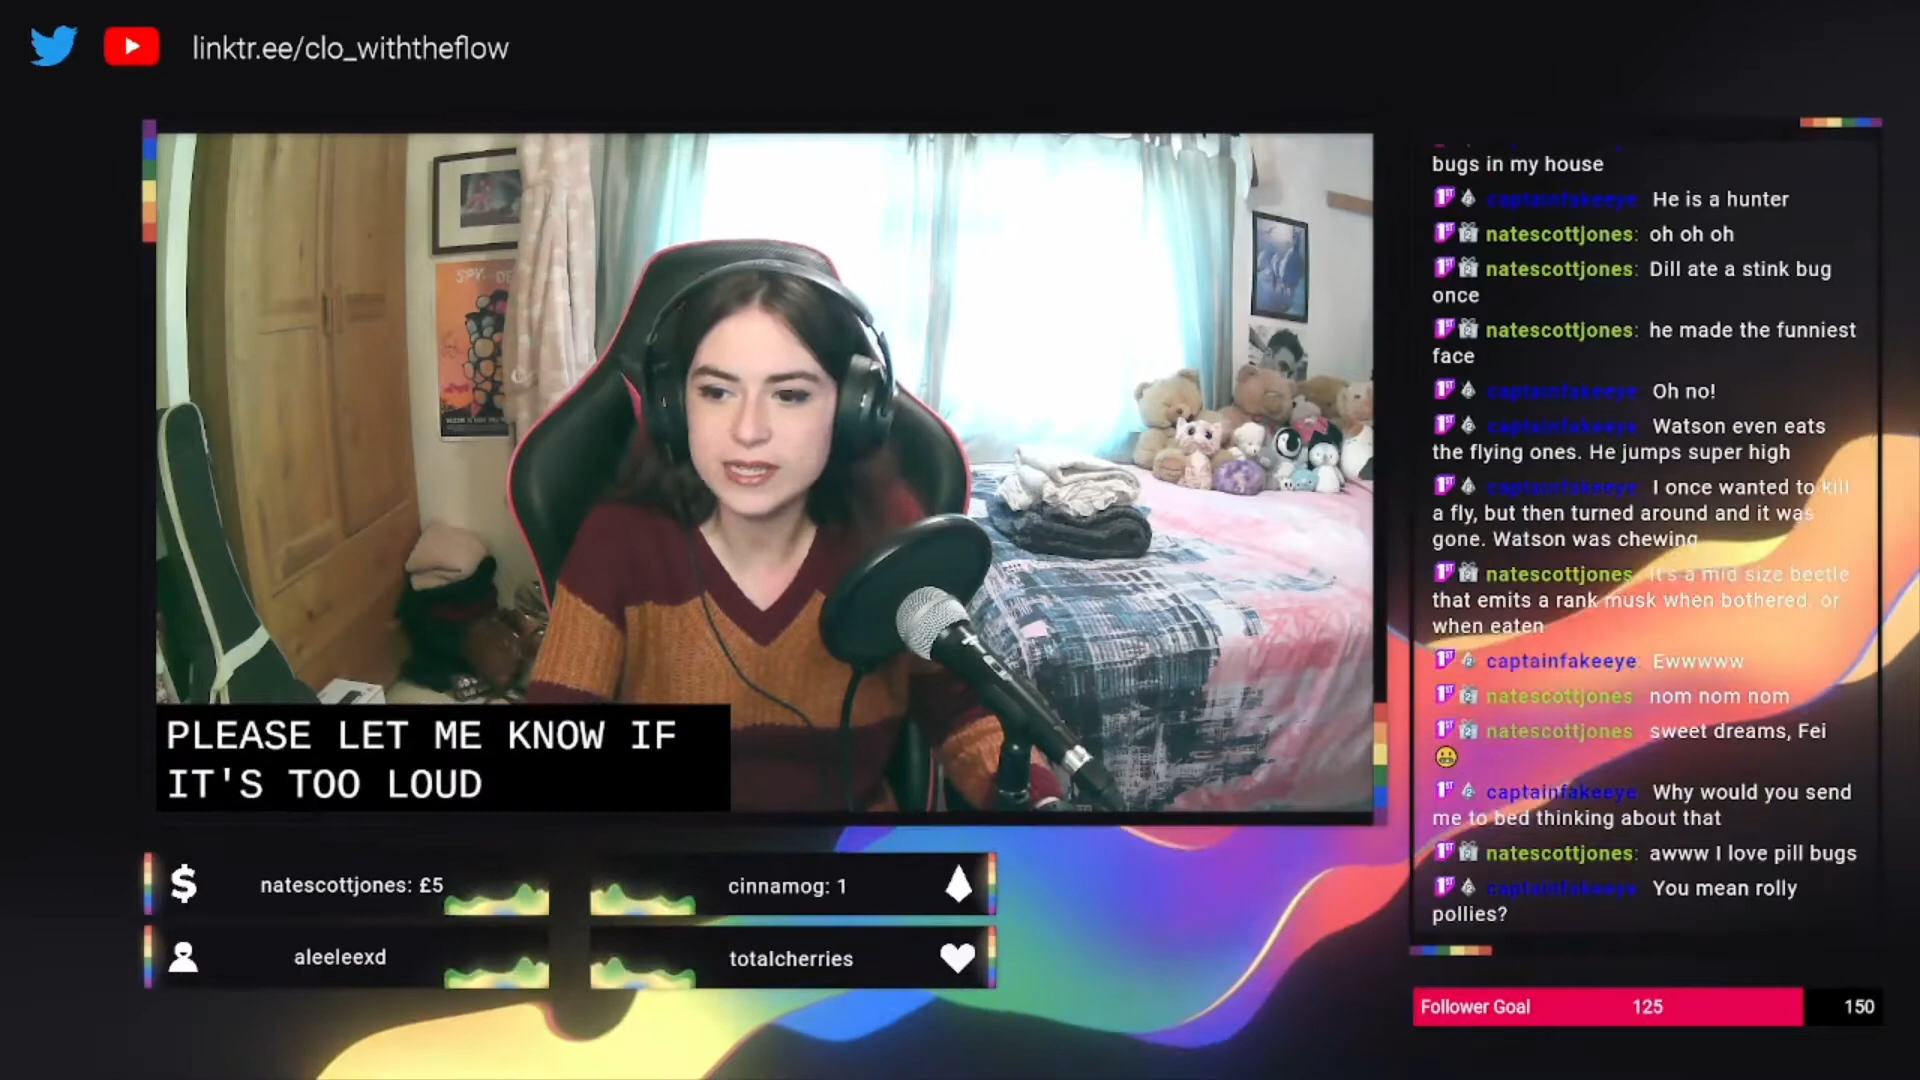 linktr.ee/clo_withtheflow
PLEASE LET ME KNOW IF
IT'S TOO LOUD
natescottjones: £5
cinnamog: 1
aleeleexd
totalcherries
bugs in my house
captainfakeeye: He is a hunter
natescottjones: oh oh oh
natescottjones: Dill ate a stink bug
once
natescottjones: he made the funniest
face
captainfakeeye: Oh no!
captainfakeeye: Watson even eats
the flying ones. He jumps super high
captainfakeeye: I once wanted to kill
a fly, but then turned around and it was
gone. Watson was chewing
natescottjones: It's a mid size beetle
that emits a rank musk when bothered, or
when eaten
captainfakeeye: Ewwwww
natescottjones: nom nom nom
natescottjones: sweet dreams, Fei
captainfakeeye: Why would you send
me to bed thinking about that
natescottjones: awww I love pill bugs
captainfakeeye: You mean rolly
pollies?
Follower Goal 125 150